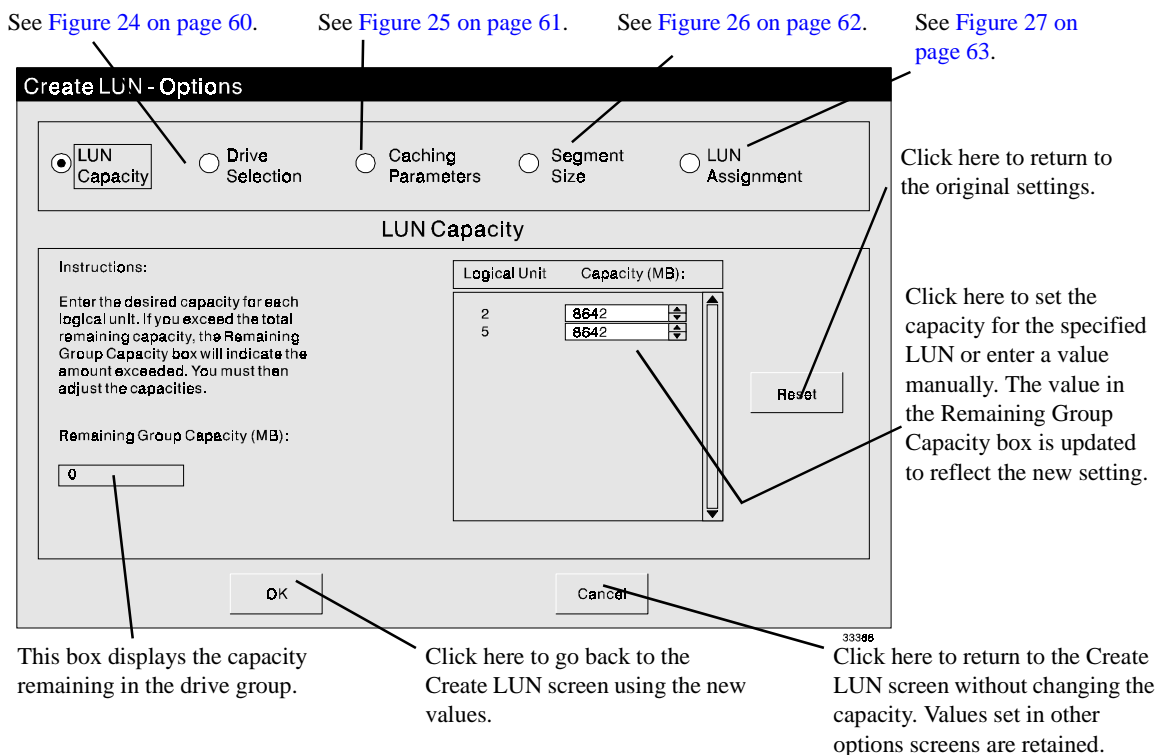 See Figure 24 on page 60.
See Figure 25 on page 61.
See Figure 26 on page 62.
See Figure 27 on
page 63.
Create LUN - Options
LUN
Capacity
Drive
Selection
Caching
Parameters
Segment
Size
LUN
Assignment
Click here to return to
the original settings.
LUN Capacity
Instructions:
Enter the desired capacity for each
logical unit. If you exceed the total
remaining capacity, the Remaining
Group Capacity box will indicate the
amount exceeded. You must then
adjust the capacities.
Remaining Group Capacity (MB):
0
Logical Unit Capacity (MB):
2 8642
5 8642
Reset
Click here to set the
capacity for the specified
LUN or enter a value
manually. The value in
the Remaining Group
Capacity box is updated
to reflect the new setting.
OK
Cancel
This box displays the capacity
remaining in the drive group.
Click here to go back to the
Create LUN screen using the new
values.
Click here to return to the Create
LUN screen without changing the
capacity. Values set in other
options screens are retained.